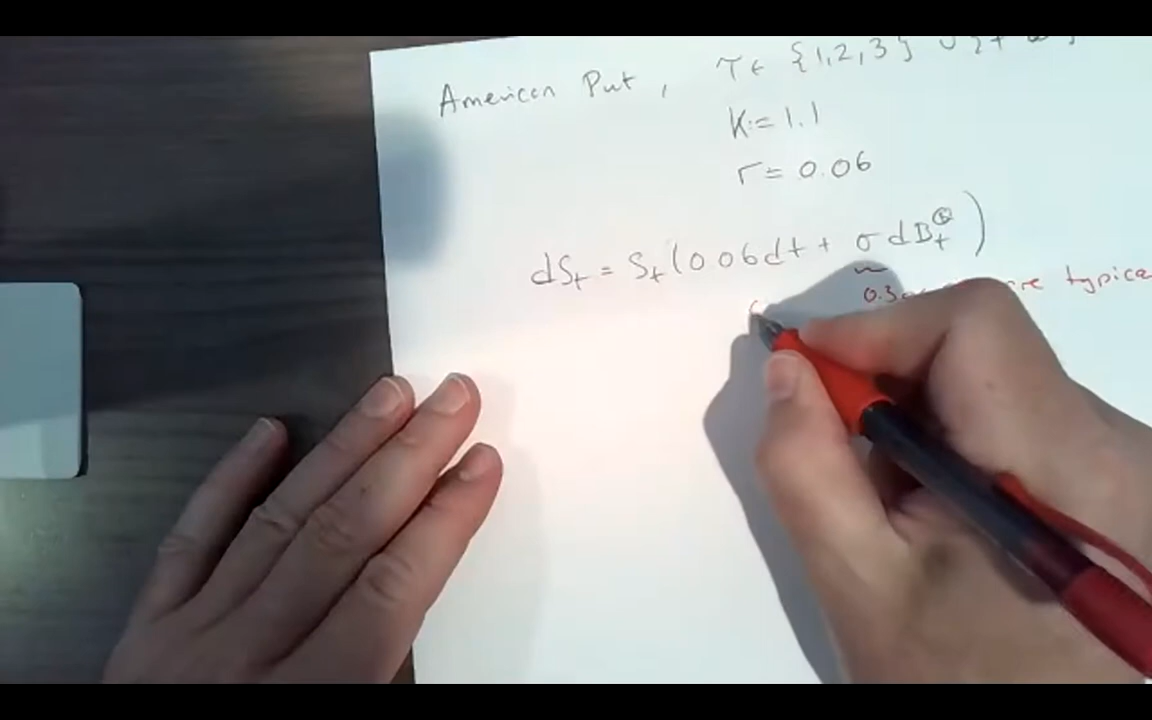 American Put, τ ∈ {1,2,3} ∪ {+∞}
K = 1.1
r = 0.06
dS_t = S_t (0.06dt + σ dB_t^Q)
0.3 typica